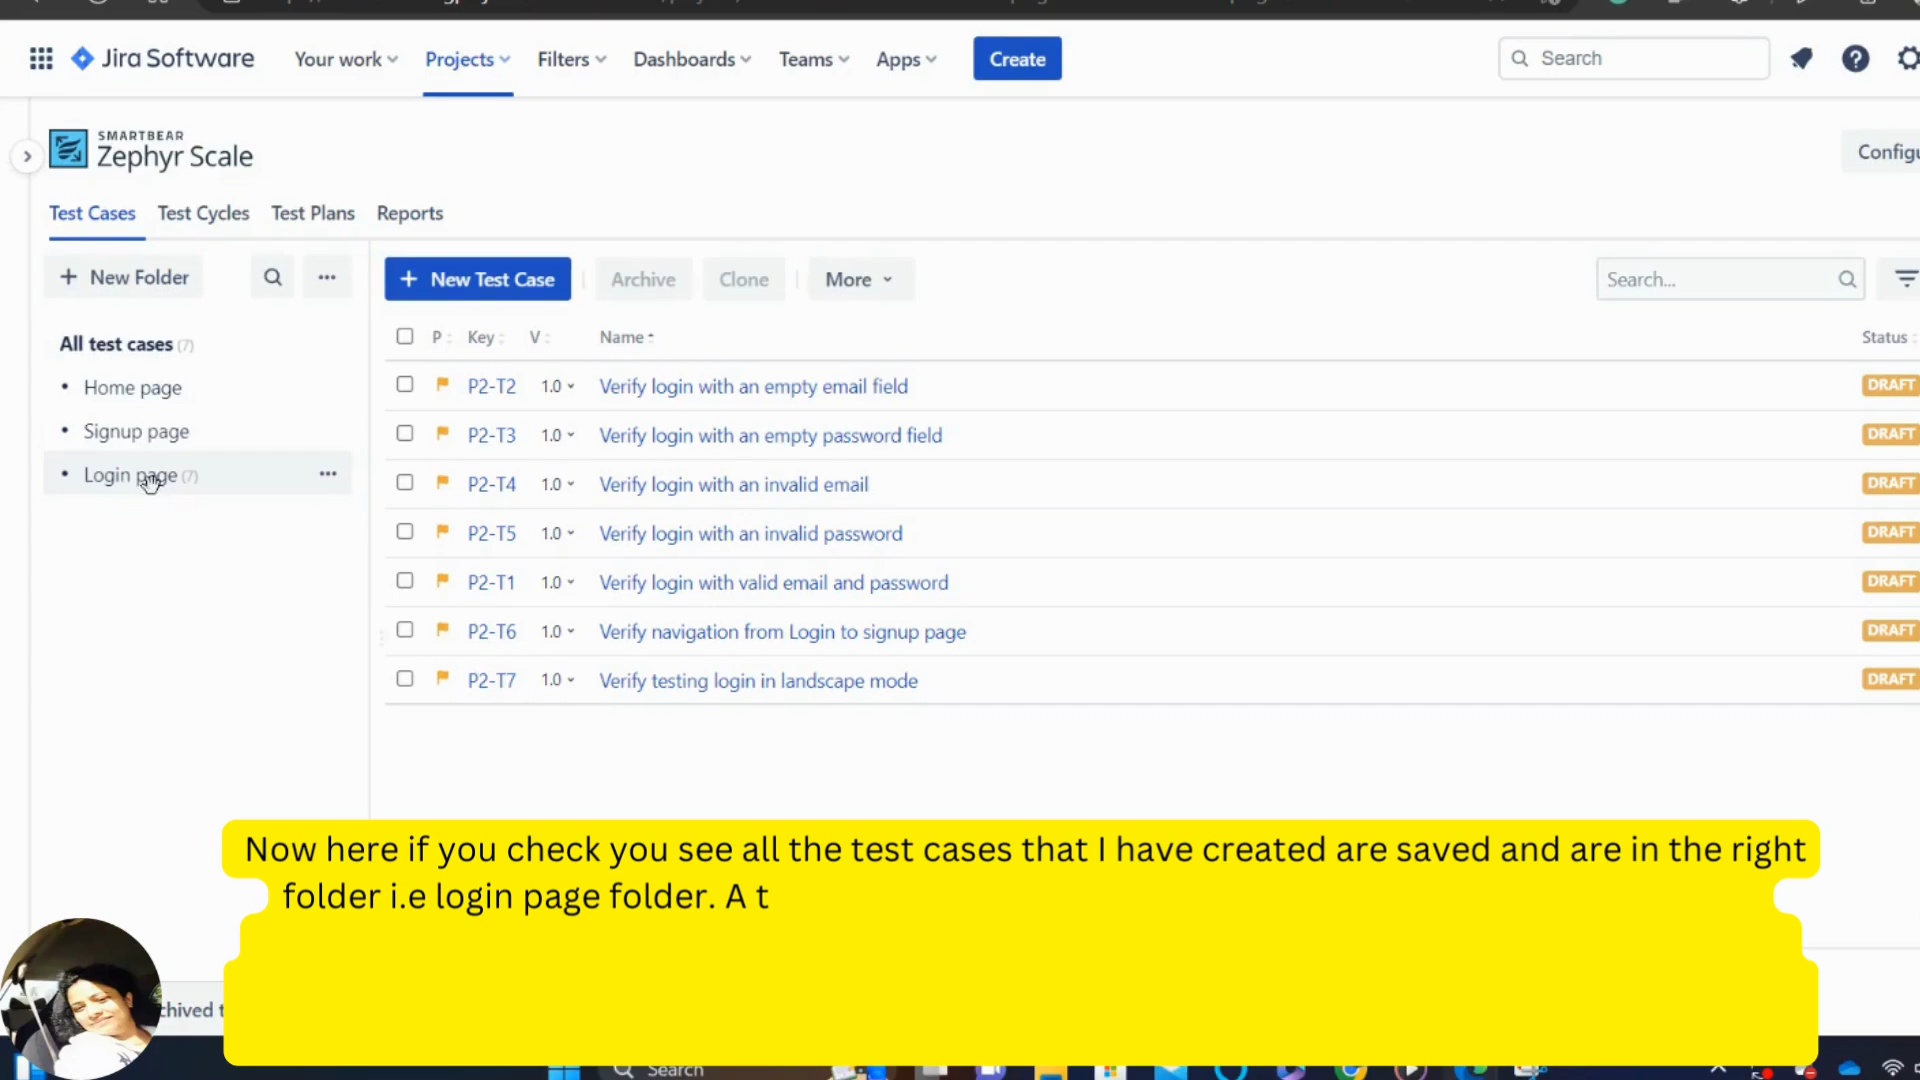 Jira Software Your work Projects Filters Dashboards Teams Apps Create Search
SMARTBEAR
Zephyr Scale
Configu
Test Cases Test Cycles Test Plans Reports
+ New Folder ...
+ New Test Case Archive Clone More Search...
All test cases (7)
Home page
Signup page
Login page (7) ...
P Key V Name Status
P2-T2 1.0 Verify login with an empty email field DRAFT
P2-T3 1.0 Verify login with an empty password field DRAFT
P2-T4 1.0 Verify login with an invalid email DRAFT
P2-T5 1.0 Verify login with an invalid password DRAFT
P2-T1 1.0 Verify login with valid email and password DRAFT
P2-T6 1.0 Verify navigation from Login to signup page DRAFT
P2-T7 1.0 Verify testing login in landscape mode DRAFT
Now here if you check you see all the test cases that I have created are saved and are in the right
folder i.e login page folder. A t
chived t
Search